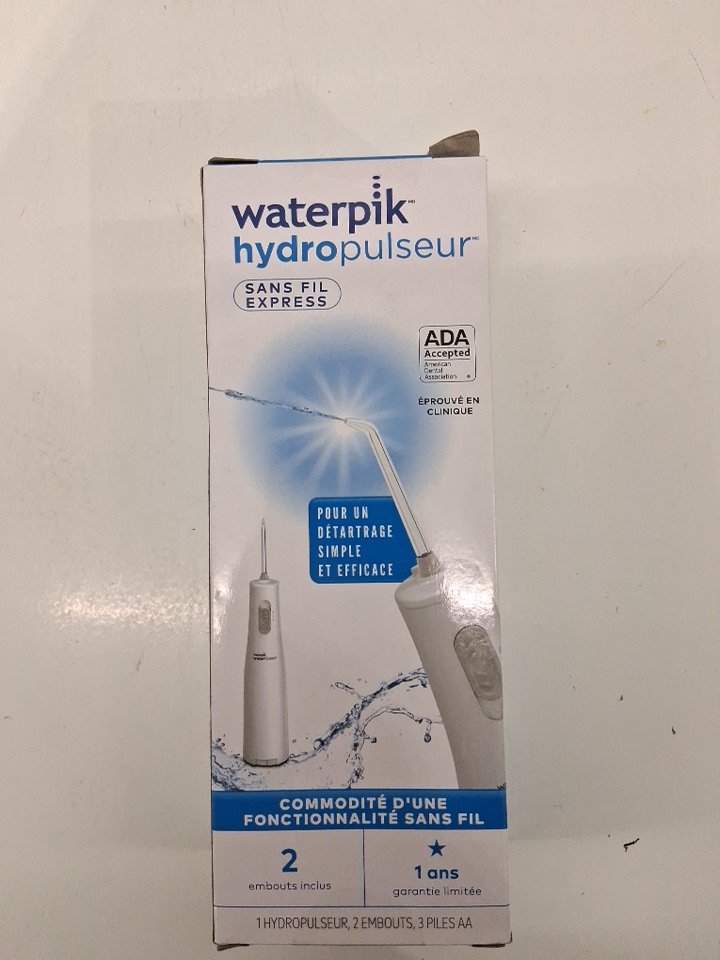 waterpik MD
hydropulseur MC
SANS FIL
EXPRESS
ADA
Accepted
American
Dental
Association
ÉPROUVÉ EN
CLINIQUE
POUR UN
DÉTARTRAGE
SIMPLE
ET EFFICACE
COMMODITÉ D'UNE
FONCTIONNALITÉ SANS FIL
2
embouts inclus
1 ans
garantie limitée
1 HYDROPULSEUR, 2 EMBOUTS, 3 PILES AA